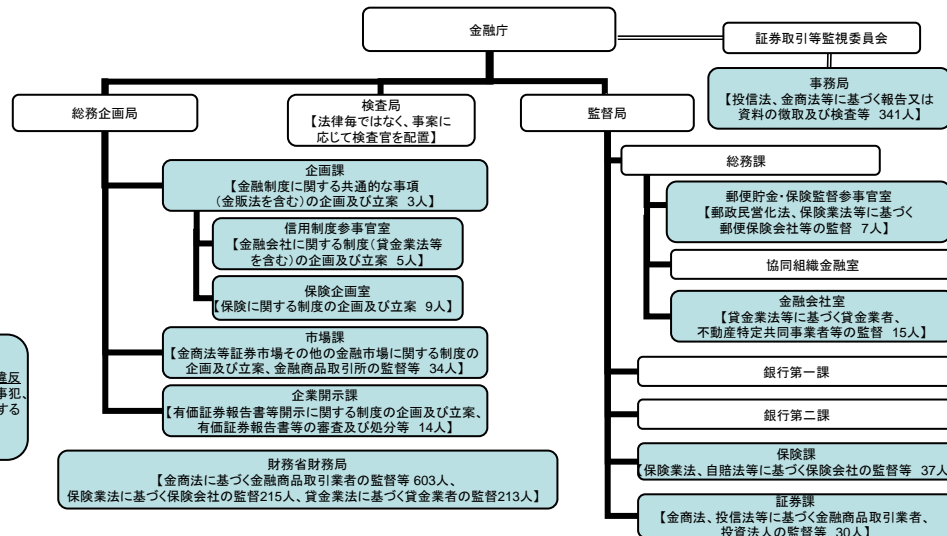 金融庁
証券取引等監視委員会
事務局
【投信法、金商法等に基づく報告又は
資料の徴取及び検査等 341人】
総務企画局
検査局
【法律毎ではなく、事案に
応じて検査官を配置】
監督局
企画課
【金融制度に関する共通的な事項
(金販法を含む)の企画及び立案 3人】
信用制度参事官室
【金融会社に関する制度(貸金業法等
を含む)の企画及び立案 5人】
保険企画室
【保険に関する制度の企画及び立案 9人】
市場課
【金商法等証券市場その他の金融市場に関する制度の
企画及び立案、金融商品取引所の監督等 34人】
企業開示課
【有価証券報告書等開示に関する制度の企画及び立案、
有価証券報告書等の審査及び処分等 14人】
財務省財務局
【金商法に基づく金融商品取引業者の監督等 603人、
保険業法に基づく保険会社の監督215人、貸金業法に基づく貸金業者の監督213人】
総務課
郵便貯金・保険監督参事官室
【郵政民営化法、保険業法等に基づく
郵便保険会社等の監督 7人】
協同組織金融室
金融会社室
【貸金業法等に基づく貸金業者、
不動産特定共同事業者等の監督 15人】
銀行第一課
銀行第二課
保険課
【保険業法、自賠法等に基づく保険会社の監督等 37人】
証券課
【金商法、投信法等に基づく金融商品取引業者、
投資法人の監督等 30人】
違反
事犯、
する